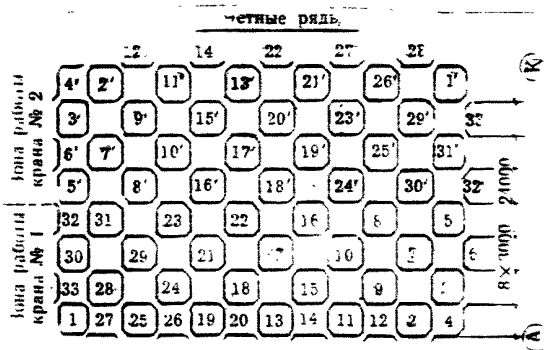 четные ряды
12 14 22 27 28
4' 2' 11' 13' 21' 26' 1'
К
3' 9' 15' 20' 23' 29' 33
6' 7' 10' 17' 19' 25' 31'
5' 8' 16' 18' 24' 30' 32'
32 31 23 22 16 8 5
30 29 21 10 6
33 28 24 18 15 9
1 27 25 26 19 20 13 14 11 12 2 4
А
Зона работы
крана № 2
Зона работы
крана № 1
24000
8×3000